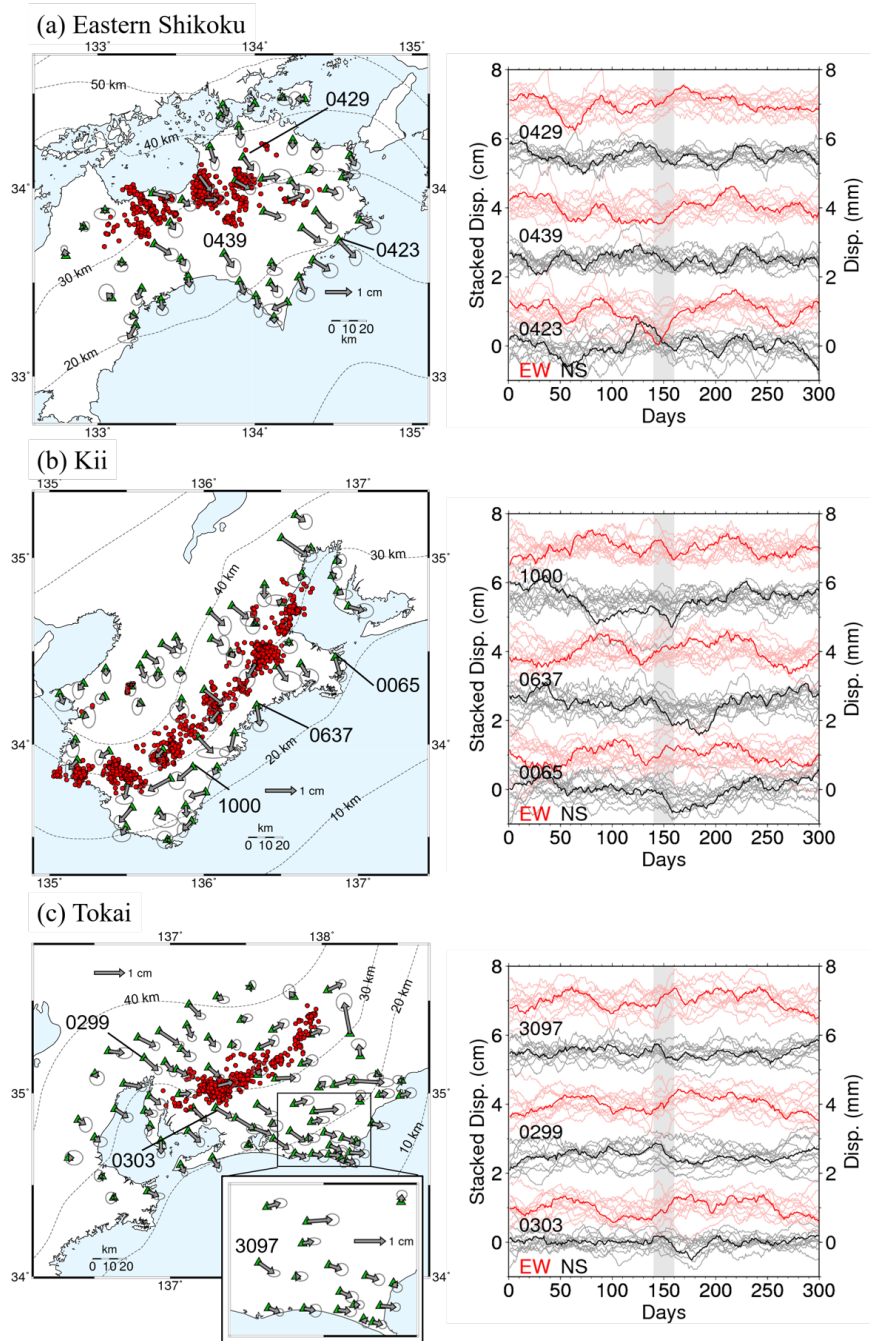 (a) Eastern Shikoku
133° 134° 135°
50 km
0429
40 km
34° 34°
0439
0423
30 km
1 cm
0 10 20
km
20 km
33° 33°
133° 134° 135°
8 8
6 6
4 4
2 2
0 0
0429
0439
0423
EW NS
Stacked Disp. (cm)
Disp. (mm)
0 50 100 150 200 250 300
Days
(b) Kii
135° 136° 137°
35° 35°
30 km
40 km
0065
0637
34° 34°
20 km
1000
1 cm
km
0 10 20
10 km
135° 136° 137°
8 8
6 6
4 4
2 2
0 0
1000
0637
0065
EW NS
Stacked Disp. (cm)
Disp. (mm)
0 50 100 150 200 250 300
Days
(c) Tokai
137° 138°
1 cm
30 km
20 km
40 km
0299
35° 35°
10 km
0303
3097
1 cm
km
0 10 20
34° 34°
137°
8 8
6 6
4 4
2 2
0 0
3097
0299
0303
EW NS
Stacked Disp. (cm)
Disp. (mm)
0 50 100 150 200 250 300
Days